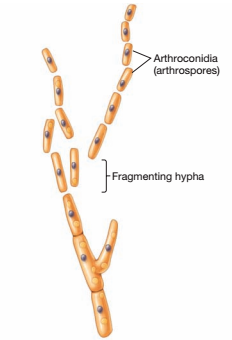 Arthroconidia
(arthrospores)
Fragmenting hypha